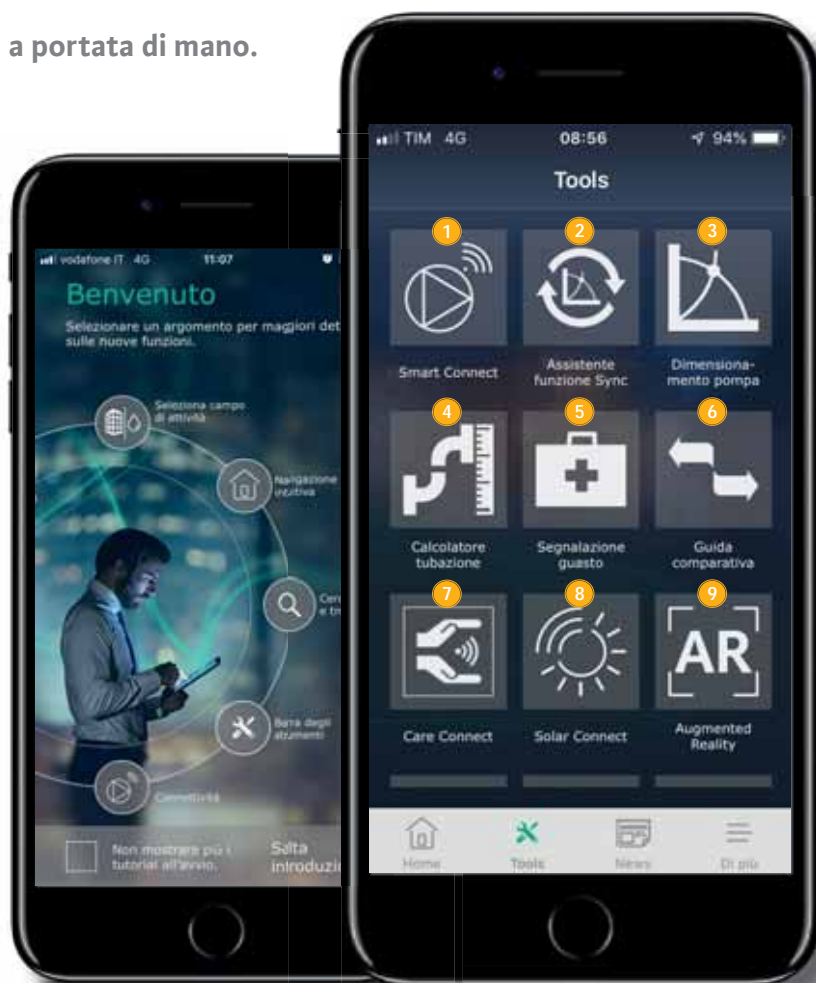 a portata di mano.
vodafone IT 4G 11:07
Benvenuto
Selezionare un argomento per maggiori det
sulle nuove funzioni.
Seleziona campo
di attività
Navigazione
intuitiva
Cer
e tr
Barra degli
strumenti
Connettività
Non mostrare più i
tutorial all'avvio.
Salta
introduzi
TIM 4G 08:56 94%
Tools
1 2 3
Smart Connect
Assistente
funzione Sync
Dimensiona-
mento pompa
4 5 6
Calcolatore
tubazione
Segnalazione
guasto
Guida
comparativa
7 8 9
AR
Care Connect
Solar Connect
Augmented
Reality
Home Tools News Di più